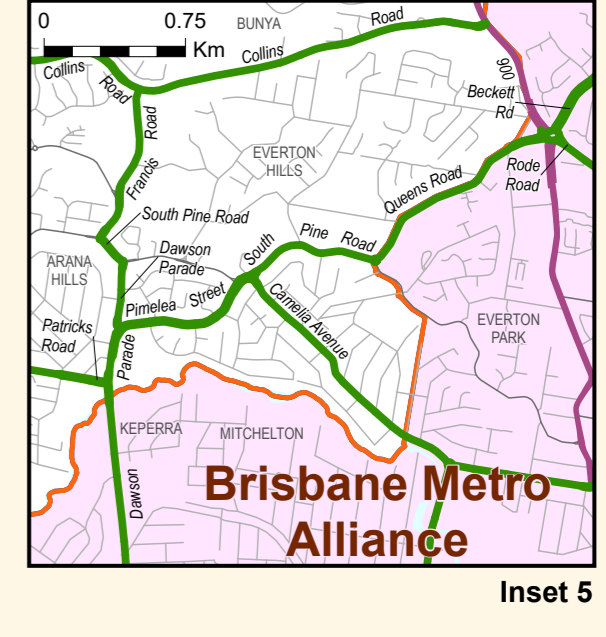 0 0.75
Km
BUNYA
Road
Collins
Collins
Road
900
Beckett
Rd
Road
EVERTON
HILLS
Rode
Road
Francis
Queens Road
South Pine Road
Pine Road
South
Dawson
Parade
ARANA
HILLS
Camelia Avenue
Pimelea Street
Patricks
Road
Parade
EVERTON
PARK
KEPERRA
MITCHELTON
Dawson
Brisbane Metro
Alliance
Inset 5